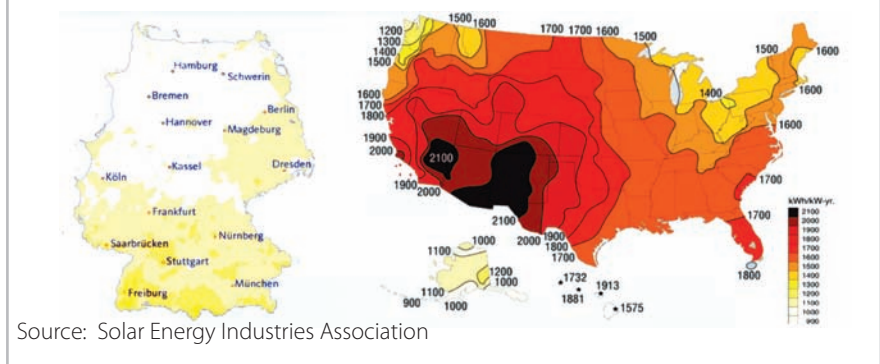 Hamburg
Schwerin
Bremen
Berlin
Hannover
Magdeburg
Kassel
Dresden
Köln
Frankfurt
Saarbrücken
Nürnberg
Stuttgart
Freiburg
München
1200
1300
1400
1500
1500 1600
1700 1700 1600
1500
1500
1600
1400
1600
1600
1600
1700
1800
1900
2000
2100
1900
2000
2100
2000
1900
1800
1700
1700
1700
1800
1000
1100
1200
1000
1100
900
1000
1732
1881
1913
1575
kWh/kW-yr.
2100
2000
1900
1800
1700
1600
1500
1400
1300
1200
1100
1000
900
Source: Solar Energy Industries Association